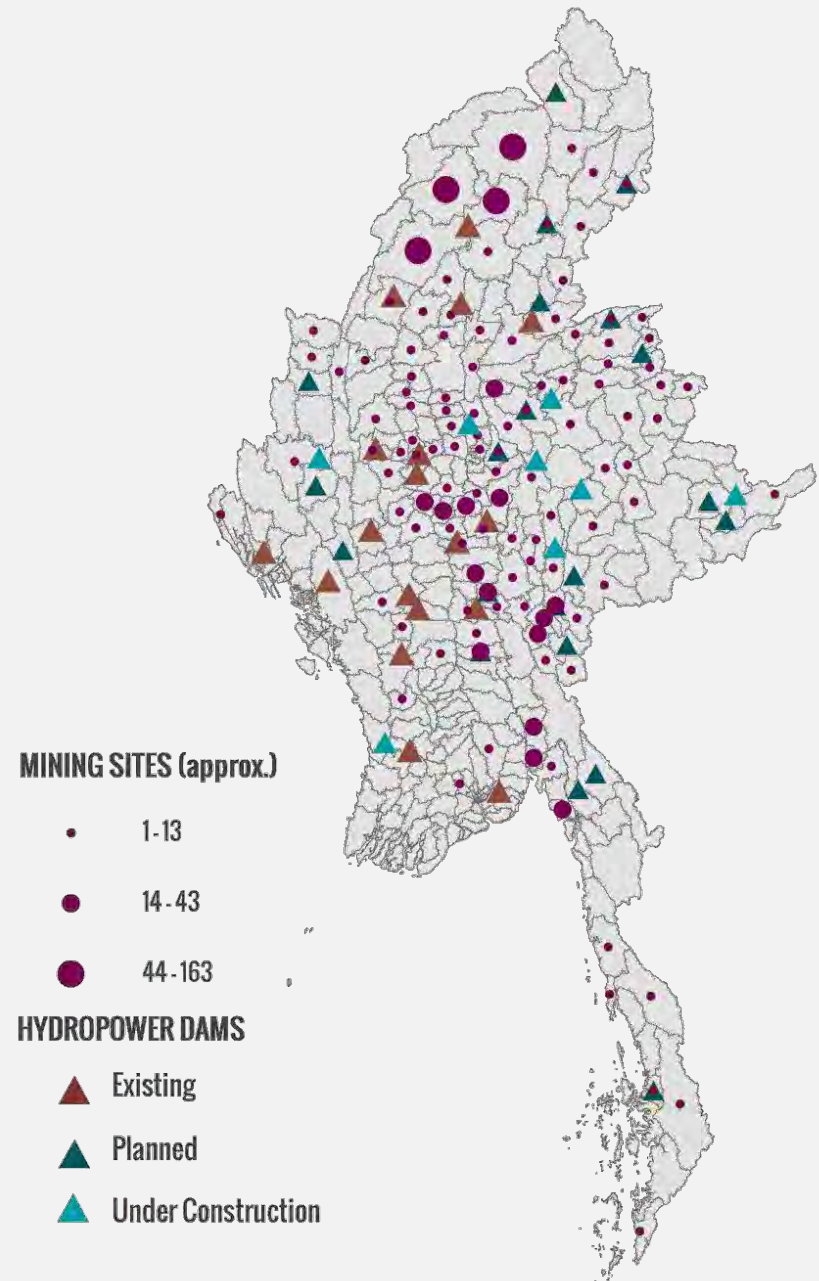 MINING SITES (approx.)
1-13
14-43
44-163
HYDROPOWER DAMS
Existing
Planned
Under Construction